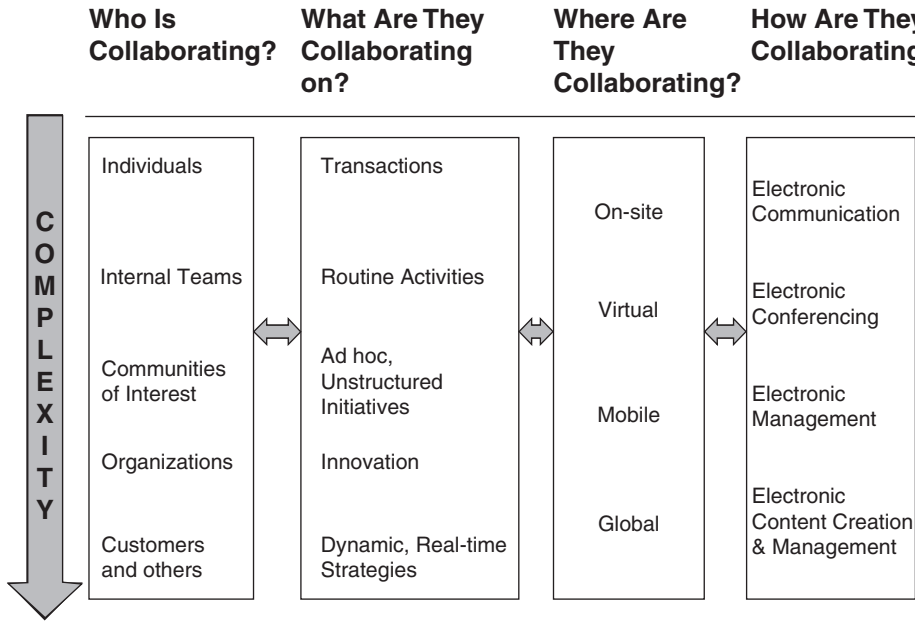 Who Is
Collaborating?
What Are They
Collaborating
on?
Where Are
They
Collaborating?
How Are They
Collaborating
COMPLEXITY
Individuals
Internal Teams
Communities
of Interest
Organizations
Customers
and others
Transactions
Routine Activities
Ad hoc,
Unstructured
Initiatives
Innovation
Dynamic, Real-time
Strategies
On-site
Virtual
Mobile
Global
Electronic
Communication
Electronic
Conferencing
Electronic
Management
Electronic
Content Creation
& Management